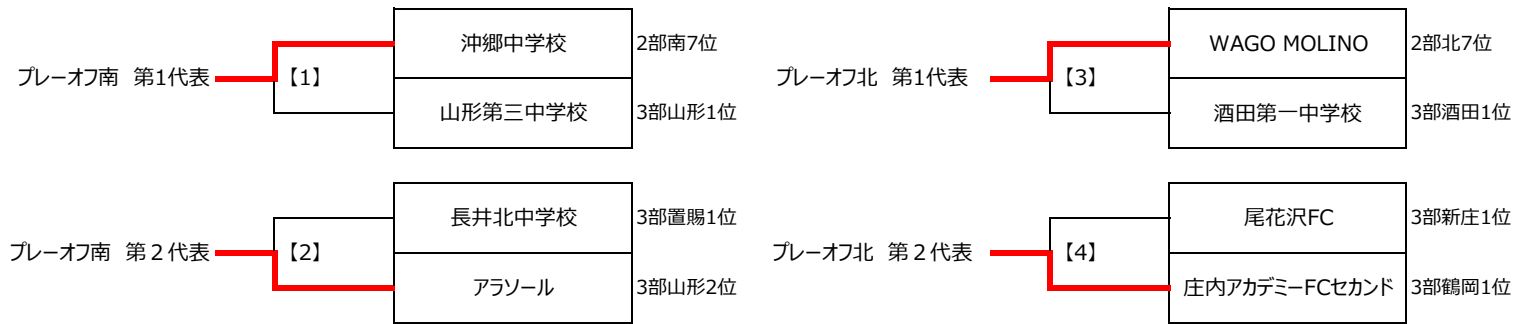 沖郷中学校 2部南7位
プレーオフ南 第1代表 【1】
山形第三中学校 3部山形1位
長井北中学校 3部置賜1位
プレーオフ南 第２代表 【2】
アラソール 3部山形2位
WAGO MOLINO 2部北7位
プレーオフ北 第1代表 【3】
酒田第一中学校 3部酒田1位
尾花沢FC 3部新庄1位
プレーオフ北 第２代表 【4】
庄内アカデミーFCセカンド 3部鶴岡1位